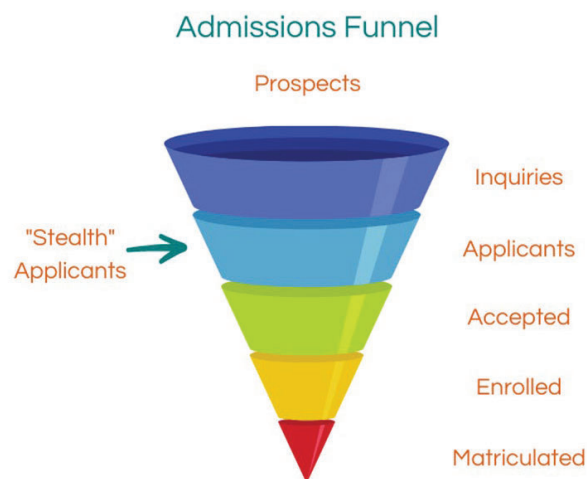 Admissions Funnel
Prospects
Inquiries
"Stealth"
Applicants
Applicants
Accepted
Enrolled
Matriculated